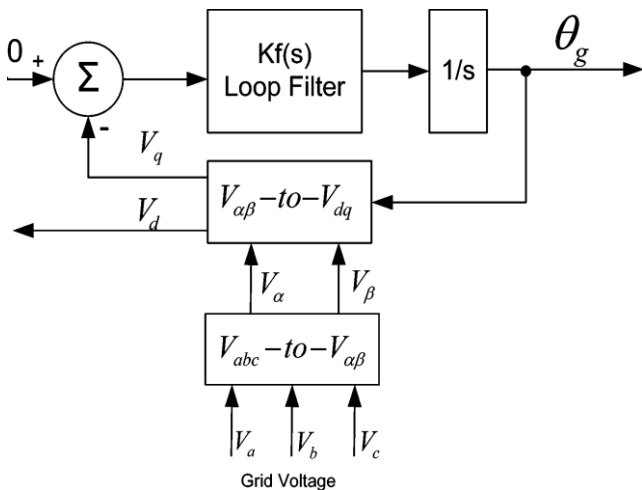 0 + Σ -
Kf(s)
Loop Filter
1/s
θg
Vq
Vd
Vαβ–to–Vdq
Vα Vβ
Vabc–to–Vαβ
Va Vb Vc
Grid Voltage